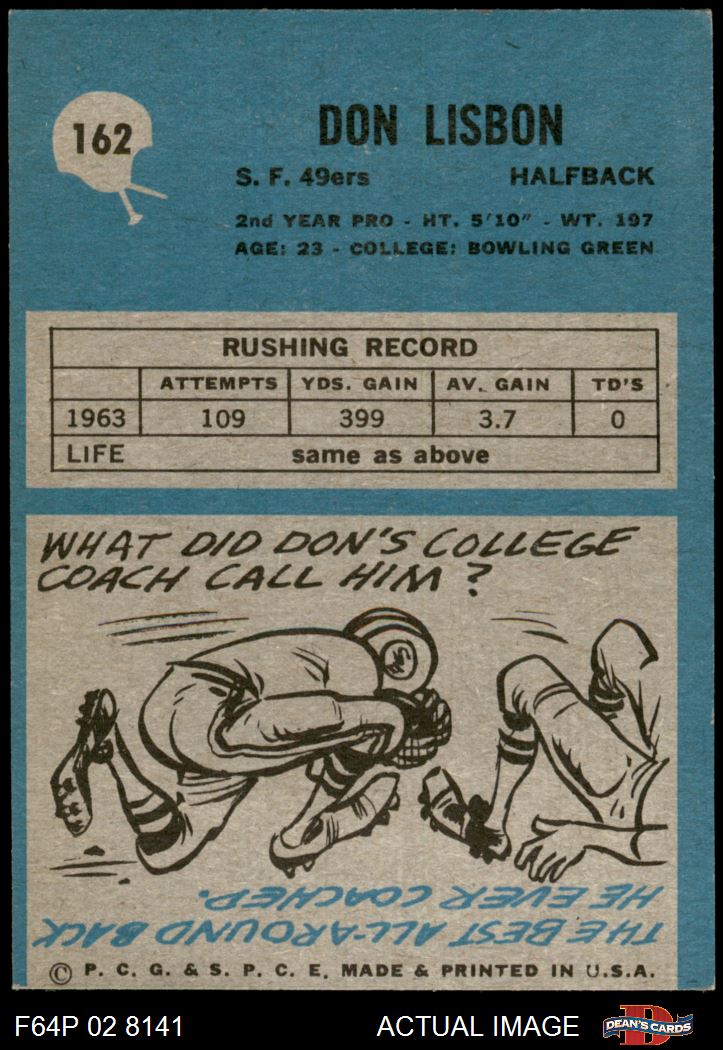 162
DON LISBON
S. F. 49ers HALFBACK
2nd YEAR PRO - HT. 5'10" - WT. 197
AGE: 23 - COLLEGE: BOWLING GREEN
RUSHING RECORD
ATTEMPTS YDS. GAIN AV. GAIN TD'S
1963 109 399 3.7 0
LIFE same as above
WHAT DID DON'S COLLEGE
COACH CALL HIM ?
SF
THE BEST ALL-AROUND BACK
HE EVER COACHED.
© P. C. G. & S. P. C. E. MADE & PRINTED IN U.S.A.
F64P 02 8141 ACTUAL IMAGE
D
DEAN'S CARDS